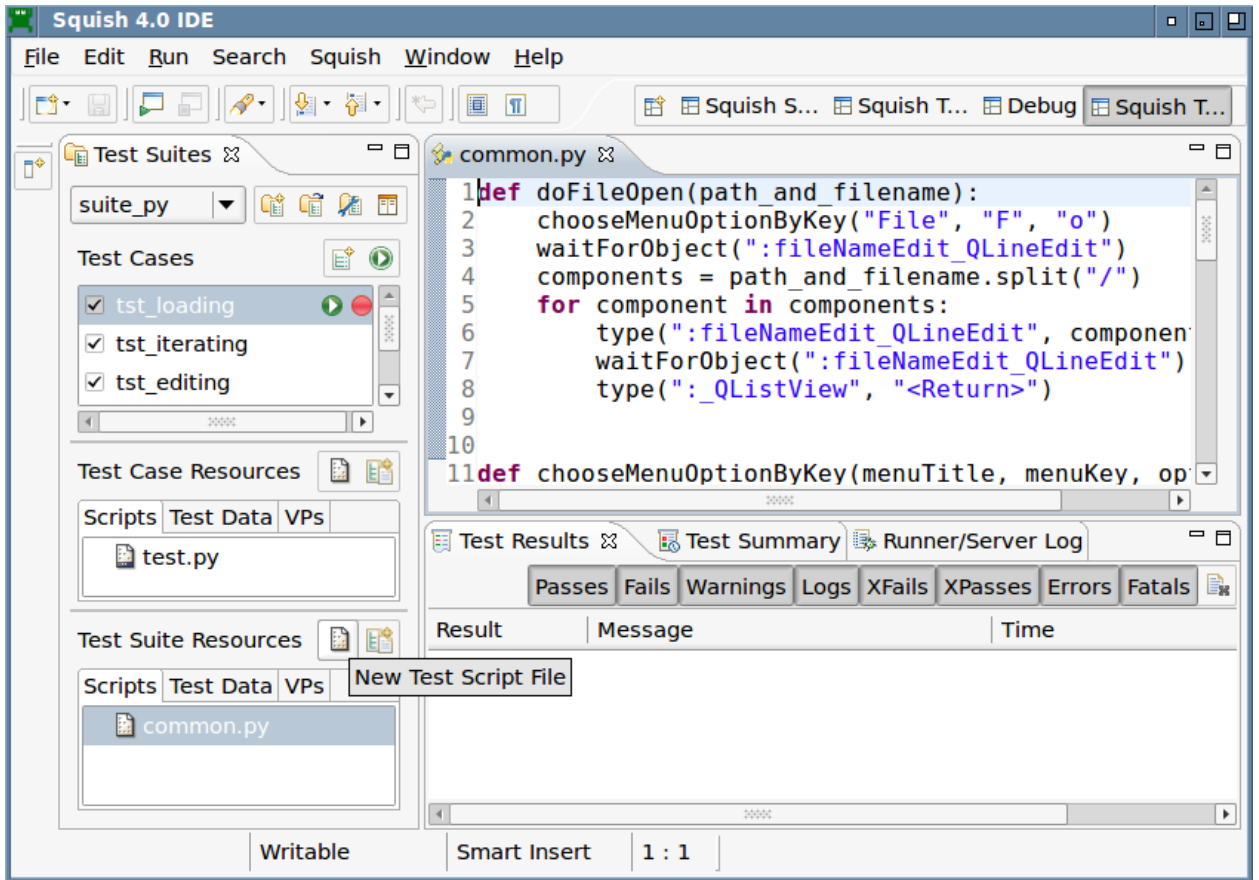 Squish 4.0 IDE
File Edit Run Search Squish Window Help
Squish S... Squish T... Debug Squish T...
Test Suites
suite_py
Test Cases
tst_loading
tst_iterating
tst_editing
Test Case Resources
Scripts Test Data VPs
test.py
Test Suite Resources
New Test Script File
Scripts Test Data VPs
common.py
common.py
1 def doFileOpen(path_and_filename):
2 chooseMenuOptionByKey("File", "F", "o")
3 waitForObject(":fileNameEdit_QLineEdit")
4 components = path_and_filename.split("/")
5 for component in components:
6 type(":fileNameEdit_QLineEdit", componen
7 waitForObject(":fileNameEdit_QLineEdit")
8 type(":_QListView", "<Return>")
9
10
11 def chooseMenuOptionByKey(menuTitle, menuKey, op
Test Results Test Summary Runner/Server Log
Passes Fails Warnings Logs XFails XPasses Errors Fatals
Result Message Time
Writable Smart Insert 1 : 1